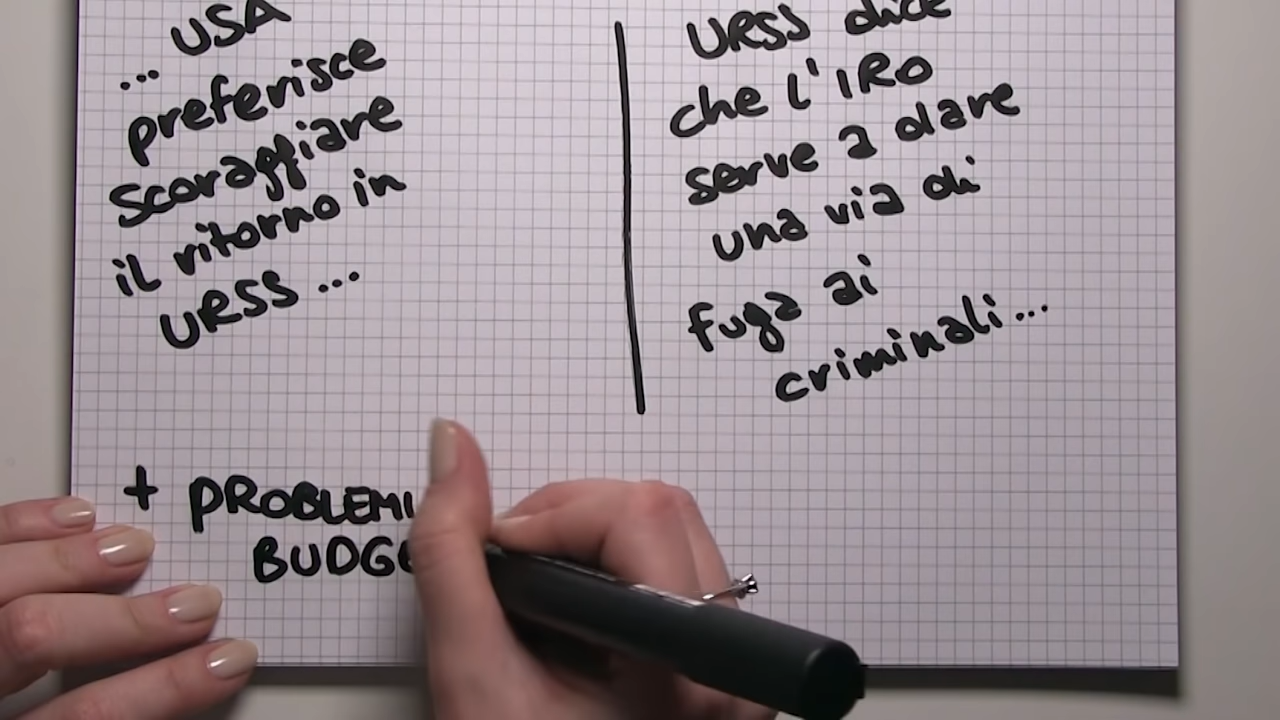 ... USA
preferisce
scoraggiare
il ritorno in
URSS ...
URSS dice
che l'IRO
serve a dare
una via di
fuga ai
criminali...
+ PROBLEMI